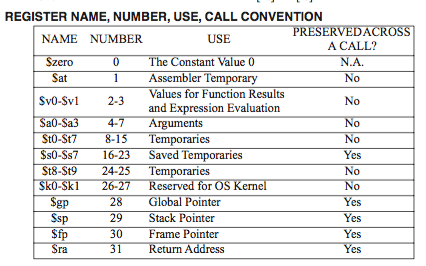 REGISTER NAME, NUMBER, USE, CALL CONVENTION
NAME NUMBER USE PRESERVEDACROSS A CALL?
$zero 0 The Constant Value 0 N.A.
$at 1 Assembler Temporary No
$v0-$v1 2-3 Values for Function Results and Expression Evaluation No
$a0-$a3 4-7 Arguments No
$t0-$t7 8-15 Temporaries No
$s0-$s7 16-23 Saved Temporaries Yes
$t8-$t9 24-25 Temporaries No
$k0-$k1 26-27 Reserved for OS Kernel No
$gp 28 Global Pointer Yes
$sp 29 Stack Pointer Yes
$fp 30 Frame Pointer Yes
$ra 31 Return Address Yes